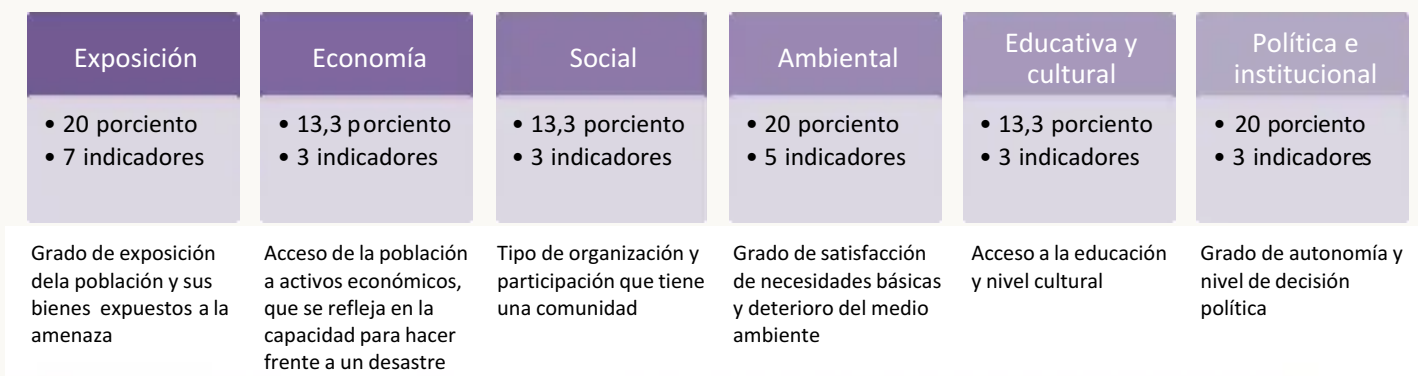 Exposición
• 20 porciento
• 7 indicadores
Grado de exposición
dela población y sus
bienes expuestos a la
amenaza
Economía
• 13,3 porciento
• 3 indicadores
Acceso de la población
a activos económicos,
que se refleja en la
capacidad para hacer
frente a un desastre
Social
• 13,3 porciento
• 3 indicadores
Tipo de organización y
participación que tiene
una comunidad
Ambiental
• 20 porciento
• 5 indicadores
Grado de satisfacción
de necesidades básicas
y deterioro del medio
ambiente
Educativa y
cultural
• 13,3 porciento
• 3 indicadores
Acceso a la educación
y nivel cultural
Política e
institucional
• 20 porciento
• 3 indicadores
Grado de autonomía y
nivel de decisión
política